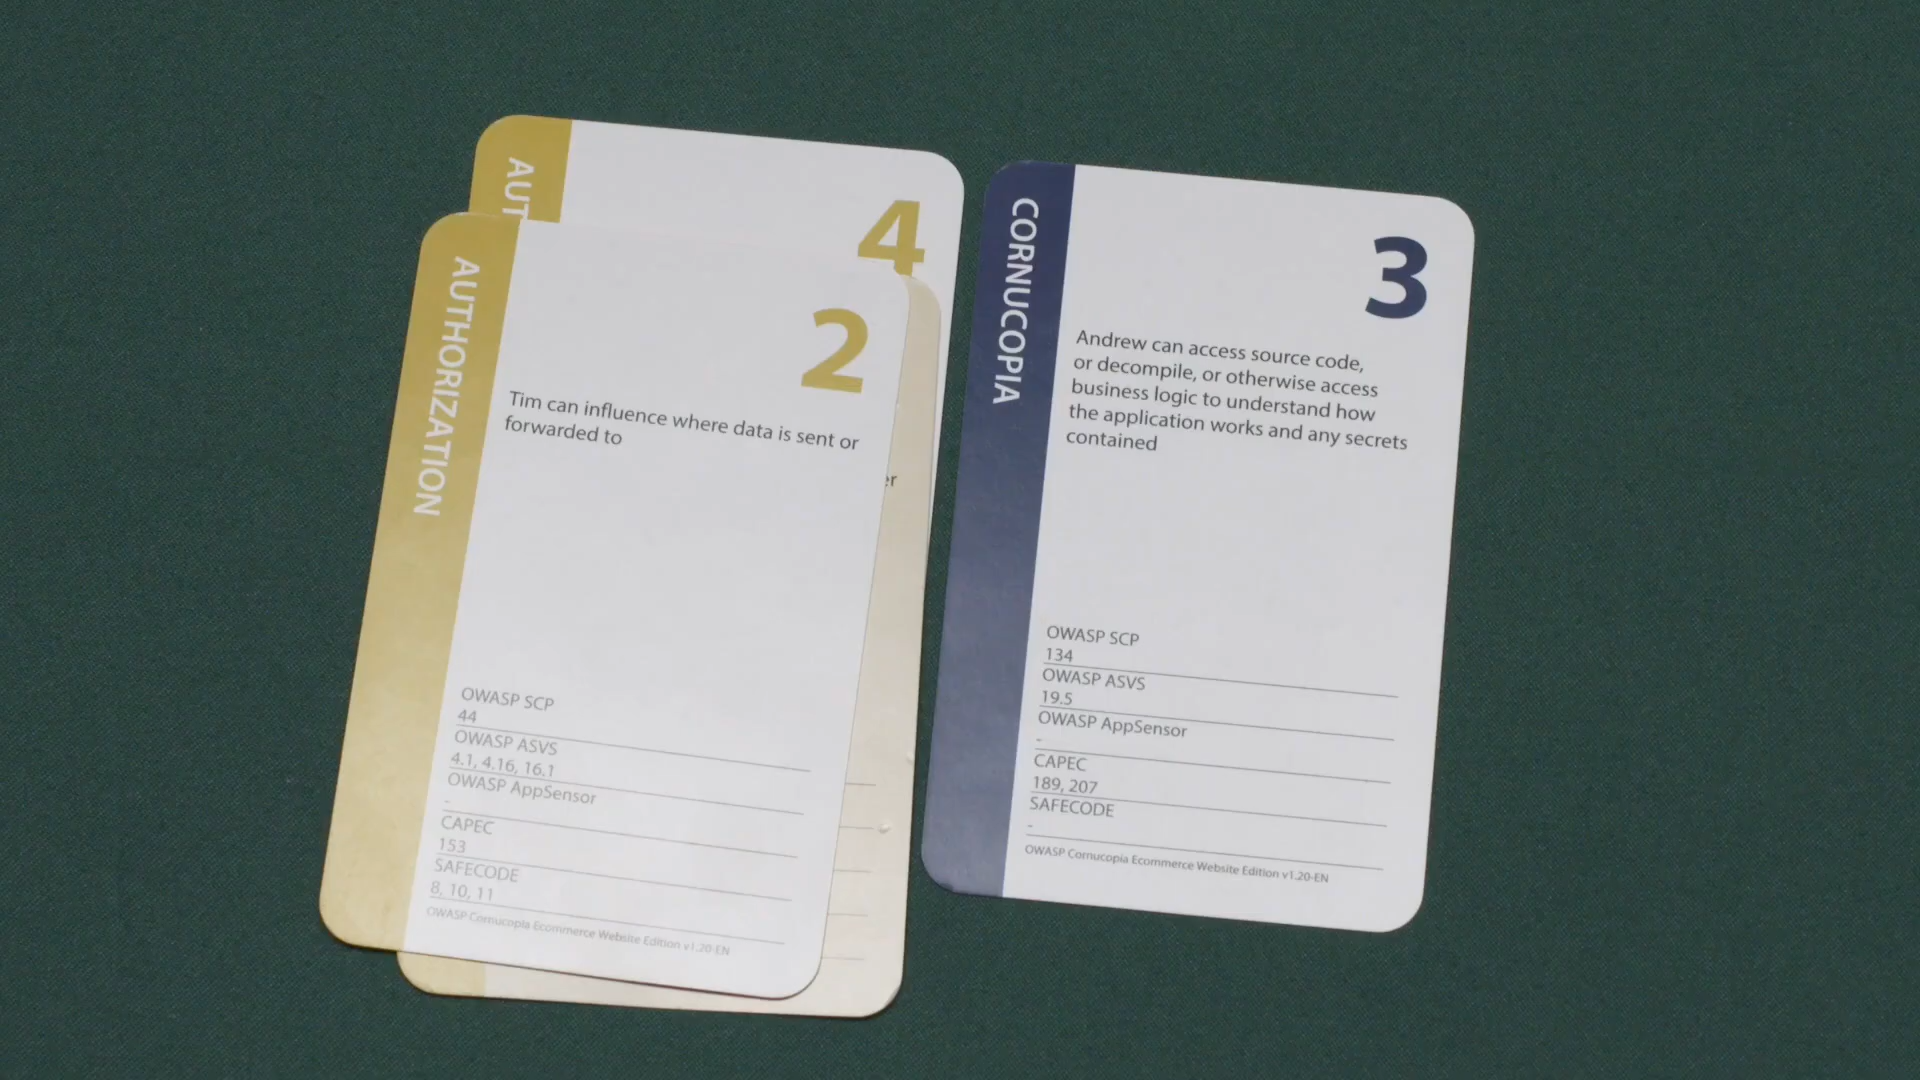 AUT
4
er
AUTHORIZATION
2
Tim can influence where data is sent or
forwarded to
OWASP SCP
44
OWASP ASVS
4.1, 4.16, 16.1
OWASP AppSensor
-
CAPEC
153
SAFECODE
8, 10, 11
OWASP Cornucopia Ecommerce Website Edition v1.20-EN
CORNUCOPIA
3
Andrew can access source code,
or decompile, or otherwise access
business logic to understand how
the application works and any secrets
contained
OWASP SCP
134
OWASP ASVS
19.5
OWASP AppSensor
-
CAPEC
189, 207
SAFECODE
-
OWASP Cornucopia Ecommerce Website Edition v1.20-EN